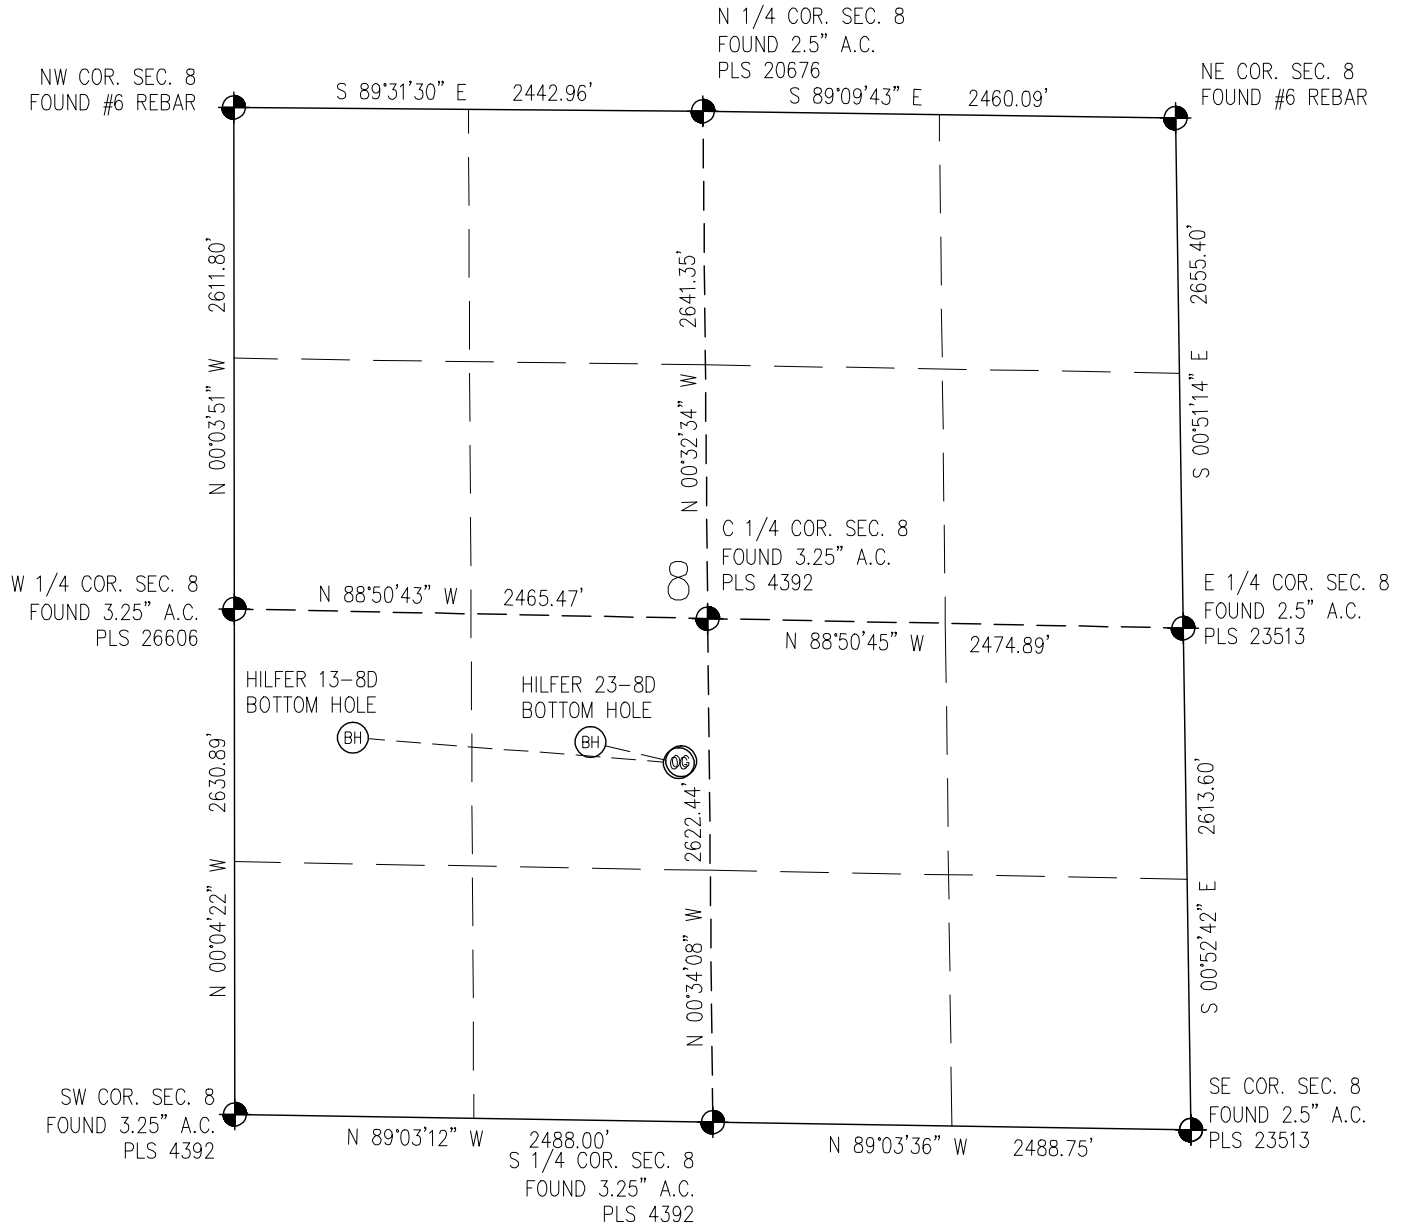 N 1/4 COR. SEC. 8
FOUND 2.5" A.C.
PLS 20676
NW COR. SEC. 8
FOUND #6 REBAR
NE COR. SEC. 8
FOUND #6 REBAR
S 89°31'30" E 2442.96'
S 89°09'43" E 2460.09'
2611.80'
N 00°03'51" W
2641.35'
N 00°32'34" W
2655.40'
S 00°51'14" E
C 1/4 COR. SEC. 8
FOUND 3.25" A.C.
PLS 4392
8
W 1/4 COR. SEC. 8
FOUND 3.25" A.C.
PLS 26606
N 88°50'43" W 2465.47'
E 1/4 COR. SEC. 8
FOUND 2.5" A.C.
PLS 23513
N 88°50'45" W 2474.89'
HILFER 13-8D
BOTTOM HOLE
HILFER 23-8D
BOTTOM HOLE
BH
BH
OG
2630.89'
N 00°04'22" W
2622.44'
N 00°34'08" W
2613.60'
S 00°52'42" E
SW COR. SEC. 8
FOUND 3.25" A.C.
PLS 4392
SE COR. SEC. 8
FOUND 2.5" A.C.
PLS 23513
N 89°03'12" W 2488.00'
N 89°03'36" W 2488.75'
S 1/4 COR. SEC. 8
FOUND 3.25" A.C.
PLS 4392